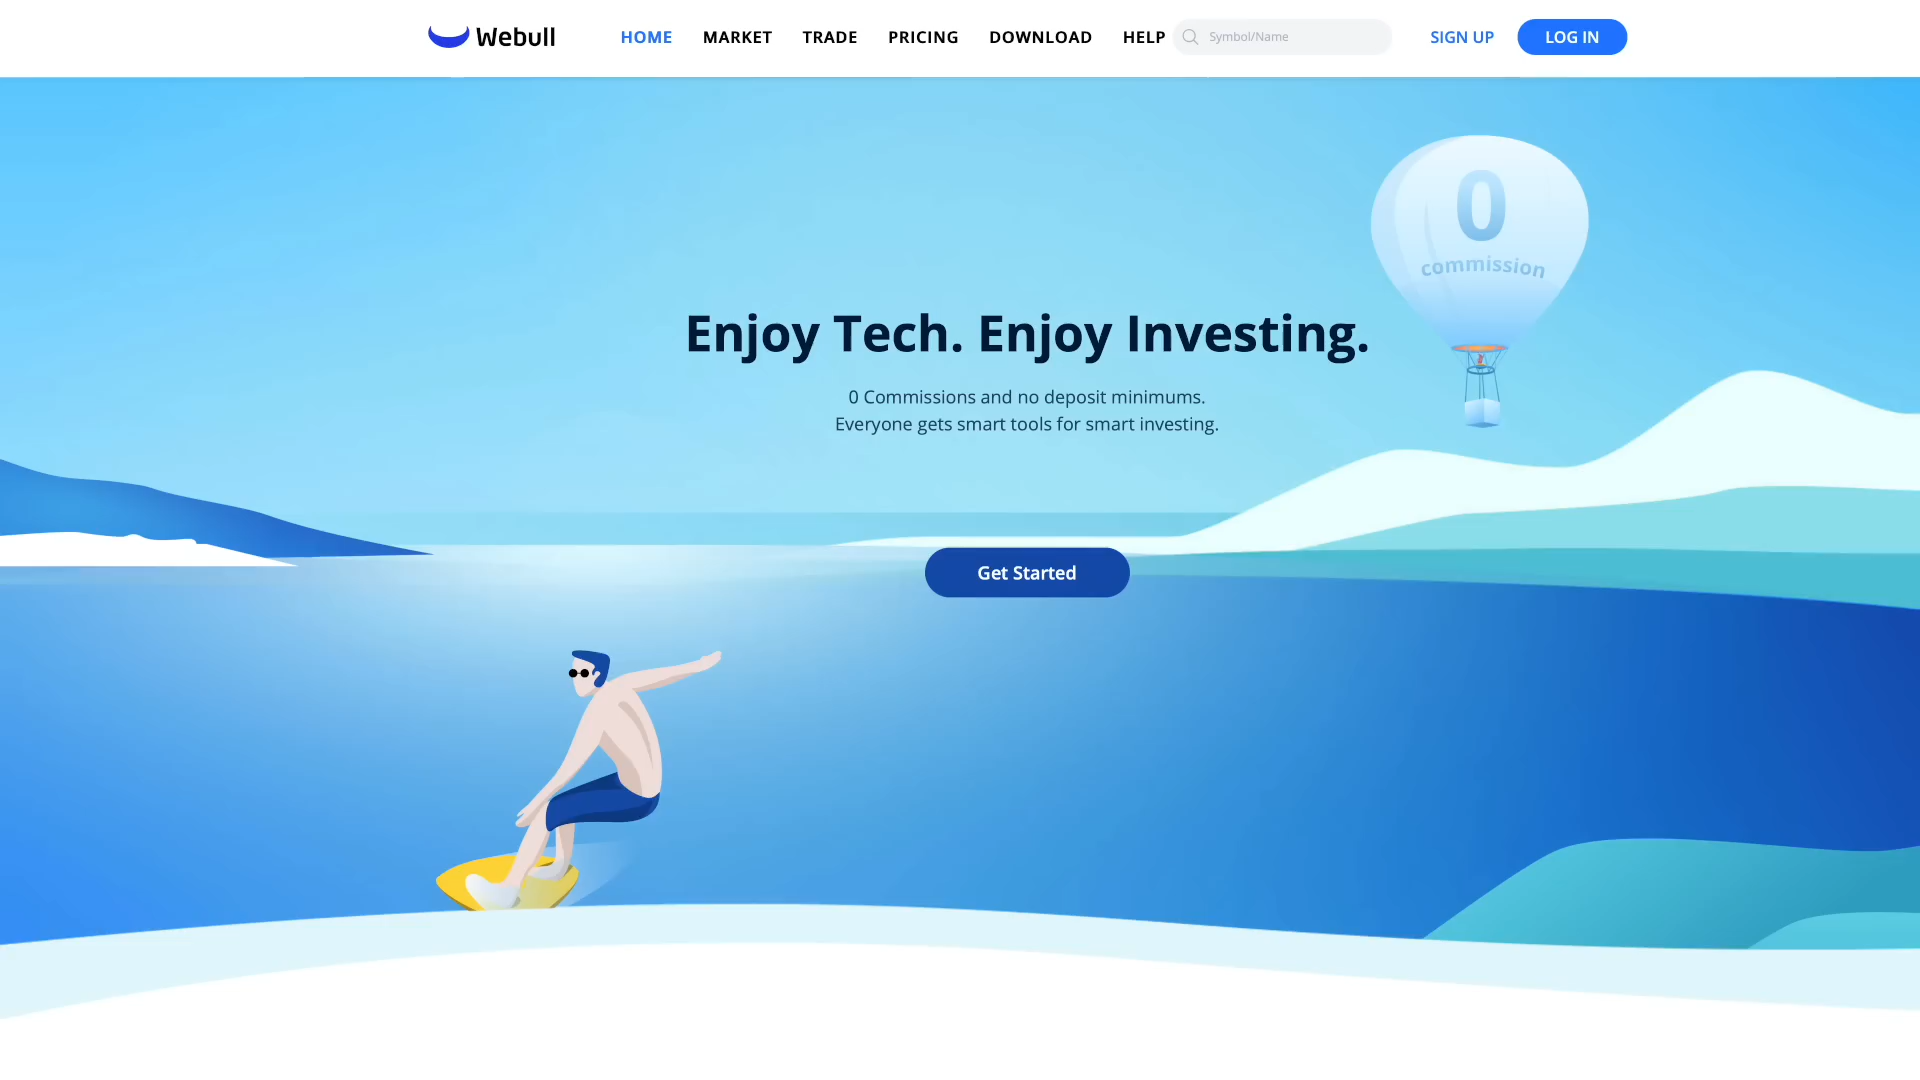 Webull
HOME MARKET TRADE PRICING DOWNLOAD HELP Symbol/Name SIGN UP LOG IN
0
commission
Enjoy Tech. Enjoy Investing.
0 Commissions and no deposit minimums.
Everyone gets smart tools for smart investing.
Get Started